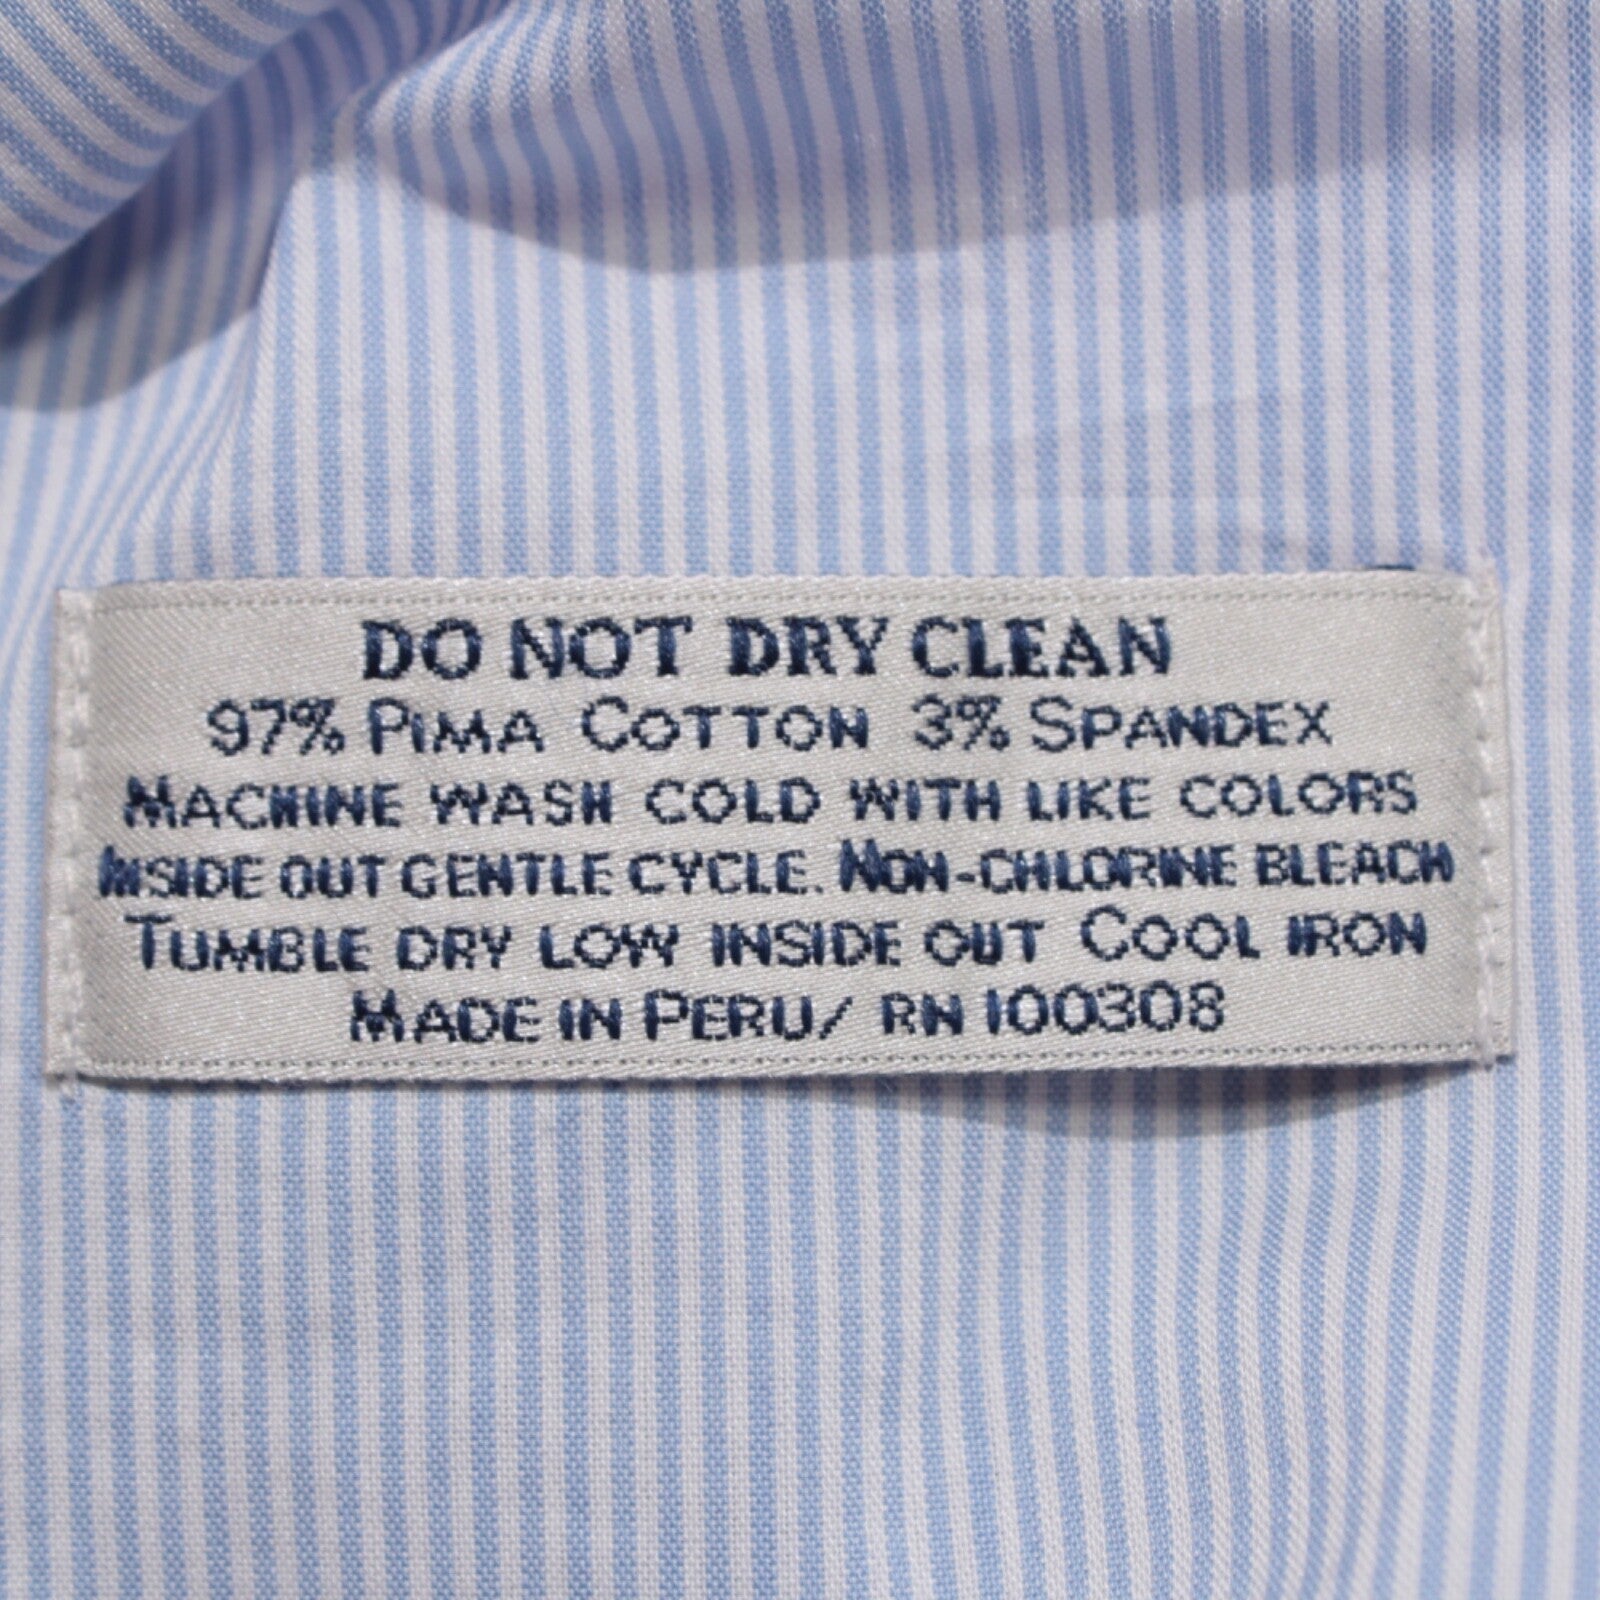 DO NOT DRY CLEAN
97% PIMA COTTON 3% SPANDEX
MACHINE WASH COLD WITH LIKE COLORS
INSIDE OUT GENTLE CYCLE. NON-CHLORINE BLEACH
TUMBLE DRY LOW INSIDE OUT COOL IRON
MADE IN PERU/ RN 100308